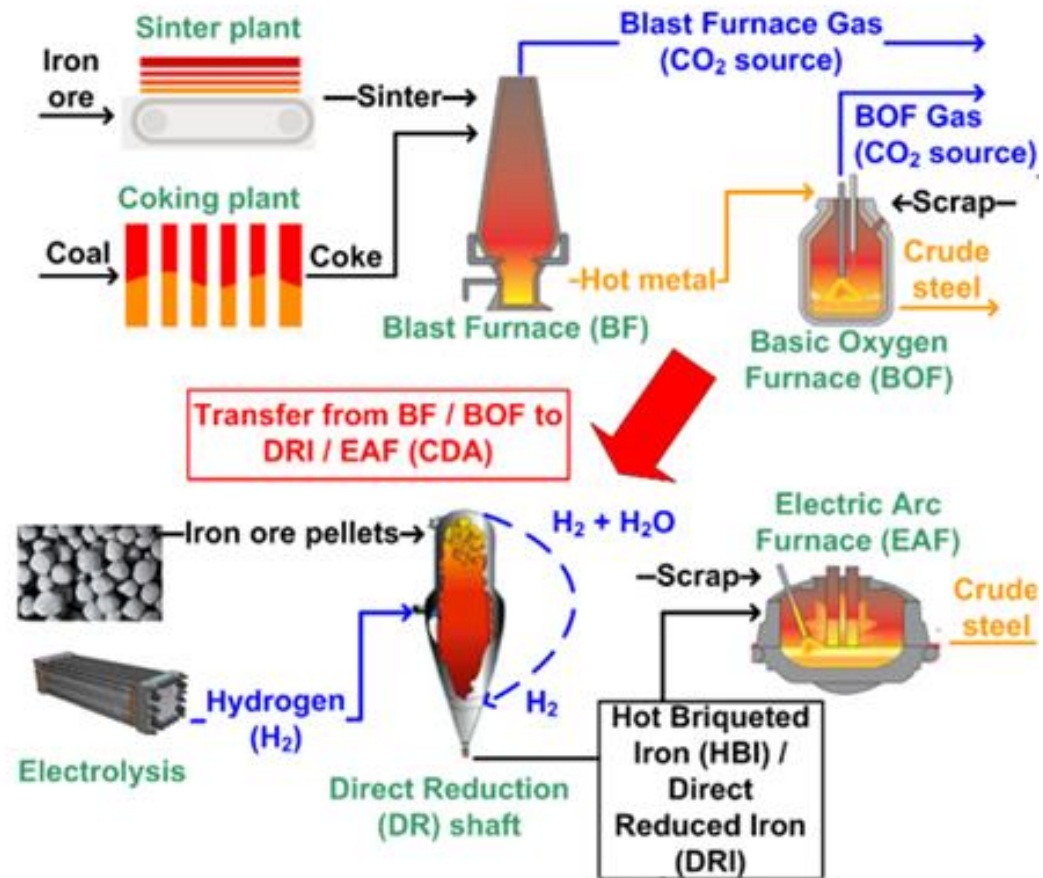 Sinter plant
Iron
ore
Sinter
Blast Furnace Gas
(CO₂ source)
BOF Gas
(CO₂ source)
Coking plant
Coal
Coke
Scrap
Hot metal
Crude
steel
Blast Furnace (BF)
Basic Oxygen
Furnace (BOF)
Transfer from BF / BOF to
DRI / EAF (CDA)
Iron ore pellets
H₂ + H₂O
Electric Arc
Furnace (EAF)
Scrap
Crude
steel
Hydrogen
(H₂)
H₂
Electrolysis
Direct Reduction
(DR) shaft
Hot Briqueted
Iron (HBI) /
Direct
Reduced Iron
(DRI)